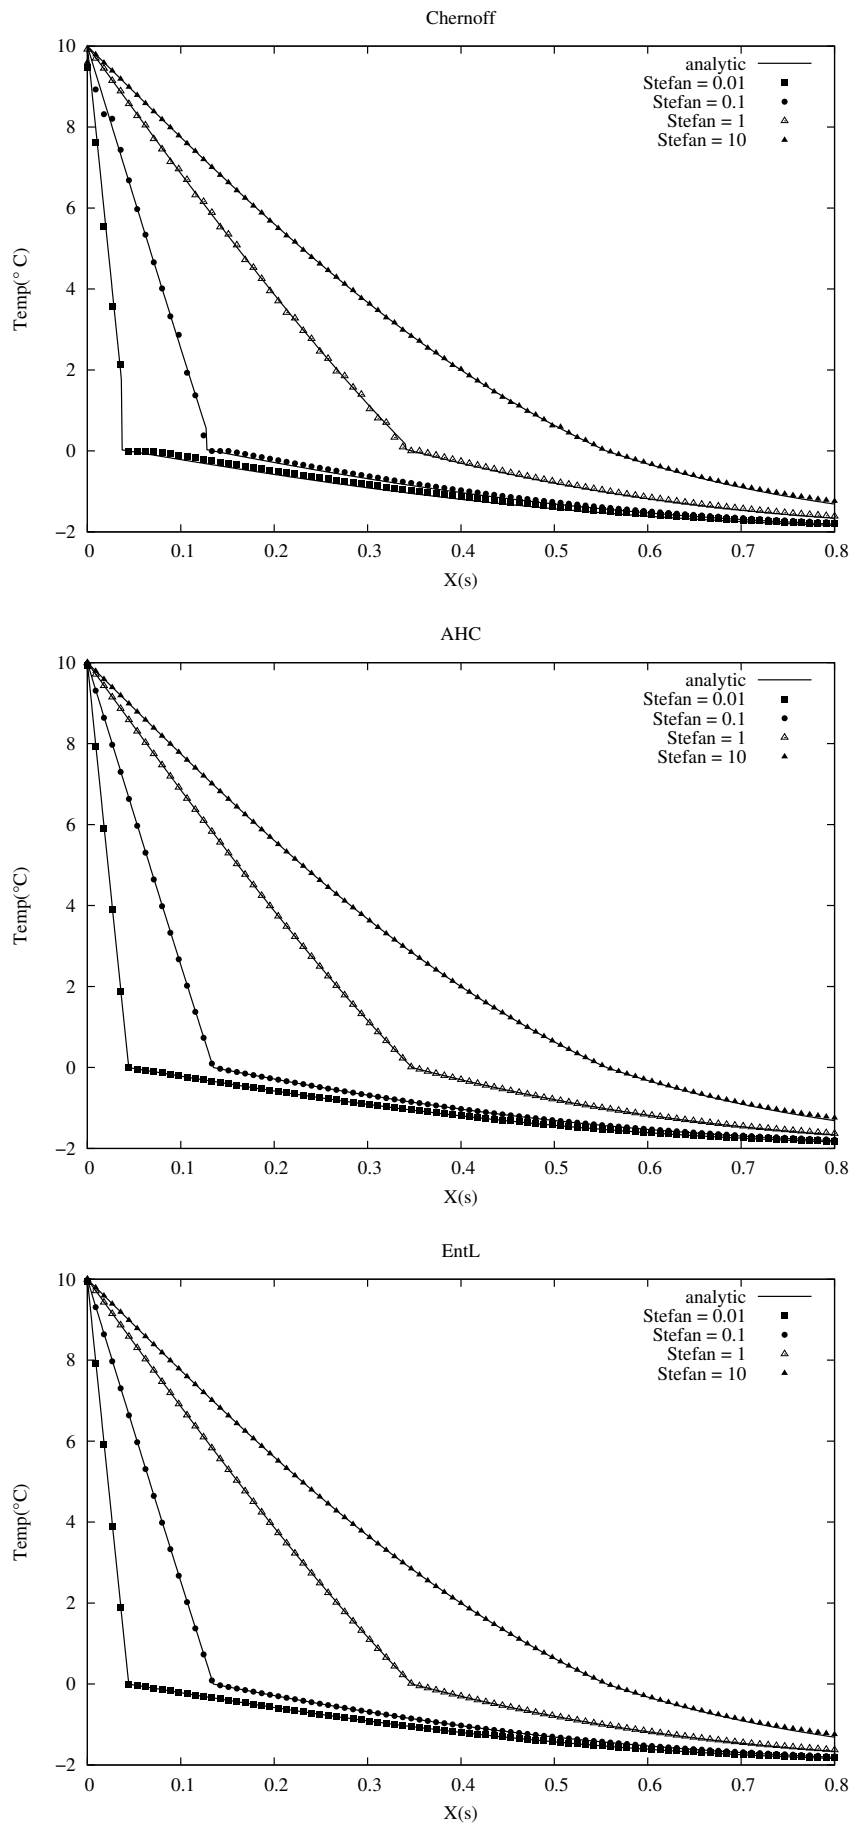 Chernoff
10
8
6
4
2
0
−2
Temp(° C)
analytic
Stefan = 0.01
Stefan = 0.1
Stefan = 1
Stefan = 10
0 0.1 0.2 0.3 0.4 0.5 0.6 0.7 0.8
X(s)
AHC
10
8
6
4
2
0
−2
Temp(°C)
analytic
Stefan = 0.01
Stefan = 0.1
Stefan = 1
Stefan = 10
0 0.1 0.2 0.3 0.4 0.5 0.6 0.7 0.8
X(s)
EntL
10
8
6
4
2
0
−2
Temp(°C)
analytic
Stefan = 0.01
Stefan = 0.1
Stefan = 1
Stefan = 10
0 0.1 0.2 0.3 0.4 0.5 0.6 0.7 0.8
X(s)